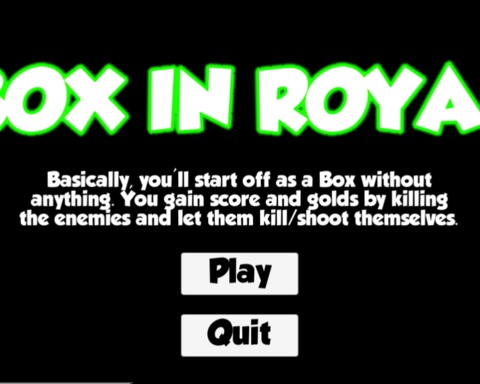 BOX IN ROYA
Basically, you'll start off as a Box without
anything. You gain score and golds by killing
the enemies and let them kill/shoot themselves.
Play
Quit